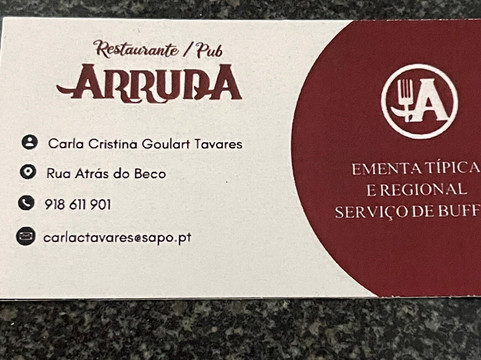 Restaurante / Pub
ARRUDA
Carla Cristina Goulart Tavares
Rua Atrás do Beco
918 611 901
carlactavares@sapo.pt
A
EMENTA TÍPICA
E REGIONAL
SERVIÇO DE BUFF